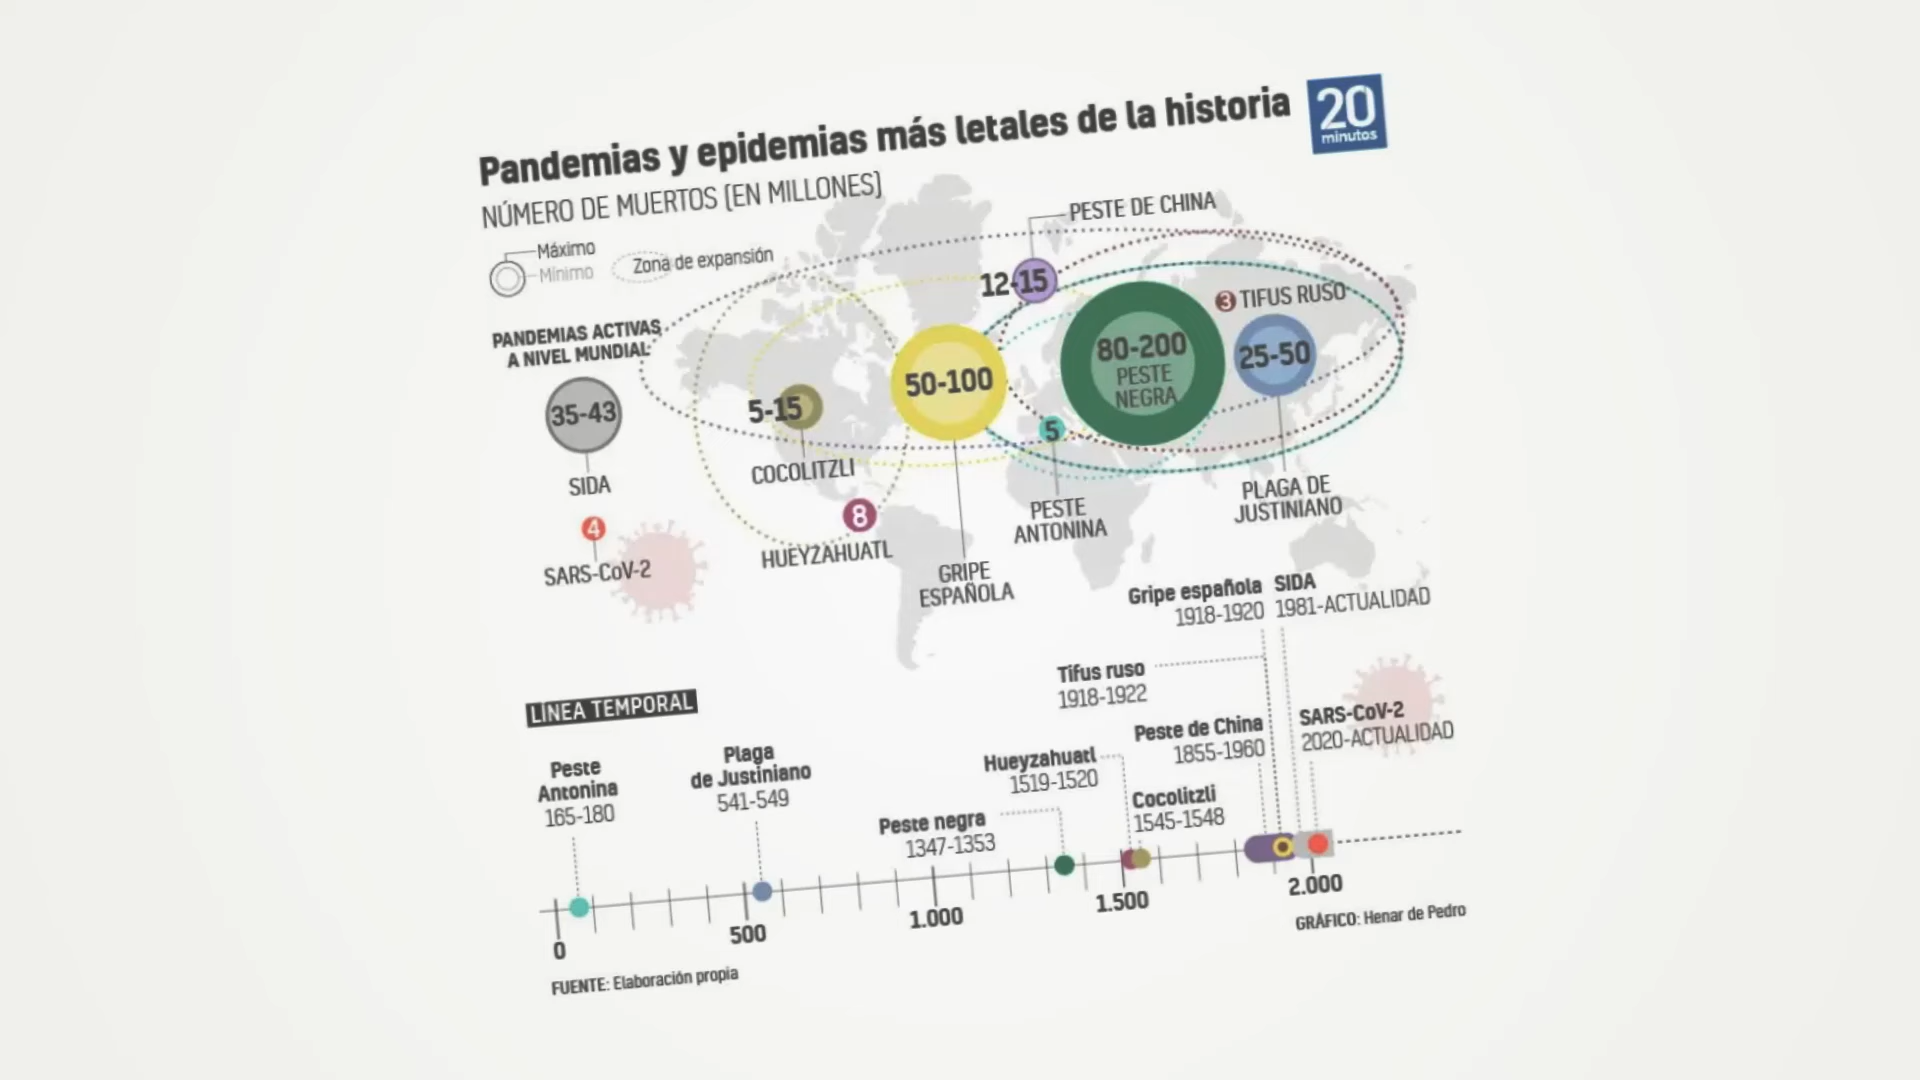 Pandemias y epidemias más letales de la historia
20
minutos
NÚMERO DE MUERTOS (EN MILLONES)
Máximo
Mínimo
Zona de expansión
PESTE DE CHINA
12-15
3 TIFUS RUSO
PANDEMIAS ACTIVAS
A NIVEL MUNDIAL
35-43
SIDA
4
SARS-CoV-2
5-15
COCOLITZLI
8
HUEYZAHUATL
50-100
GRIPE
ESPAÑOLA
5
PESTE
ANTONINA
80-200
PESTE
NEGRA
25-50
PLAGA DE
JUSTINIANO
LINEA TEMPORAL
Peste
Antonina
165-180
Plaga
de Justiniano
541-549
Peste negra
1347-1353
Hueyzahuatl
1519-1520
Cocolitzli
1545-1548
Peste de China
1855-1960
Tifus ruso
1918-1922
Gripe española
1918-1920
SIDA
1981-ACTUALIDAD
SARS-CoV-2
2020-ACTUALIDAD
0
500
1.000
1.500
2.000
FUENTE: Elaboración propia
GRÁFICO: Henar de Pedro